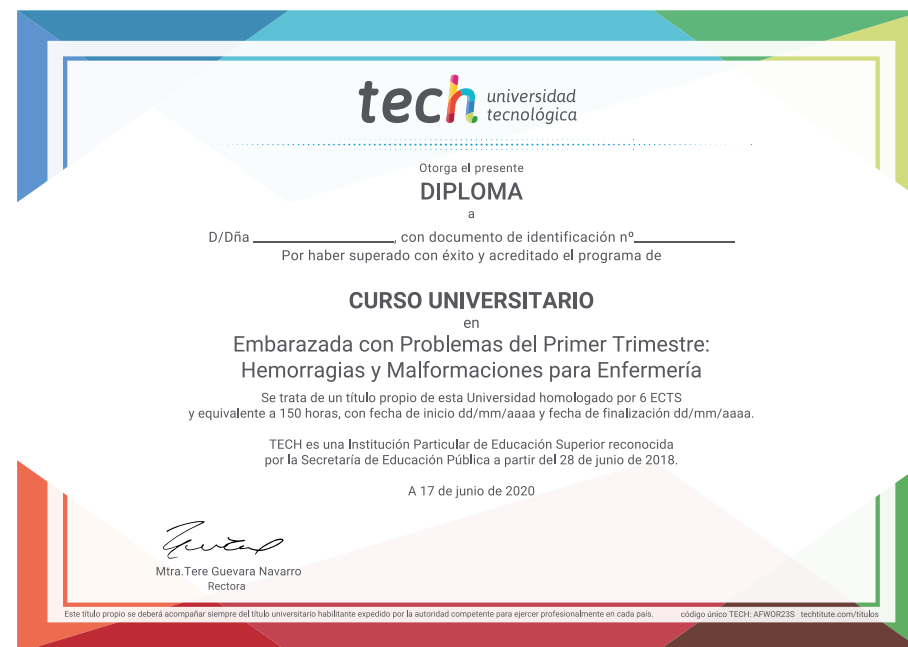 tech universidad
tecnológica
Otorga el presente
DIPLOMA
a
D/Dña ____________, con documento de identificación nº____________
Por haber superado con éxito y acreditado el programa de
CURSO UNIVERSITARIO
en
Embarazada con Problemas del Primer Trimestre:
Hemorragias y Malformaciones para Enfermería
Se trata de un título propio de esta Universidad homologado por 6 ECTS
y equivalente a 150 horas, con fecha de inicio dd/mm/aaaa y fecha de finalización dd/mm/aaaa.
TECH es una Institución Particular de Educación Superior reconocida
por la Secretaría de Educación Pública a partir del 28 de junio de 2018.
A 17 de junio de 2020
Mtra.Tere Guevara Navarro
Rectora
Este título propio se deberá acompañar siempre del título universitario habilitante expedido por la autoridad competente para ejercer profesionalmente en cada país. código único TECH: AFWOR23S techtitute.com/titulos